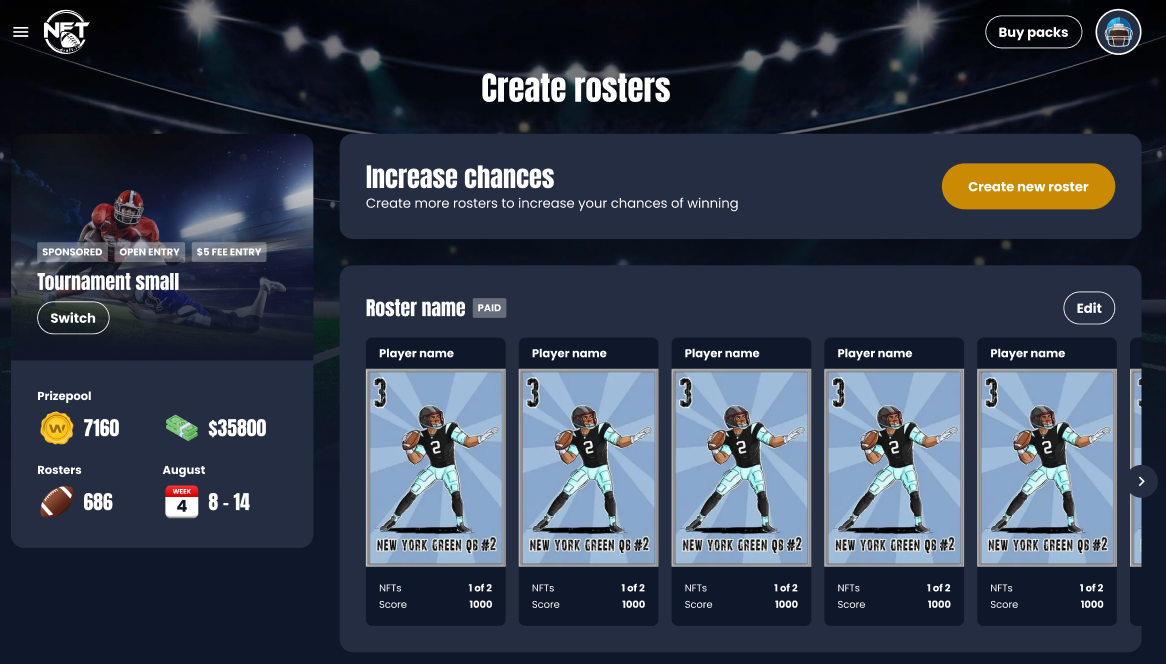 NFT
Buy packs
Create rosters
SPONSORED OPEN ENTRY $5 FEE ENTRY
Tournament small
Switch
Prizepool
7160 $35800
Rosters August
686 WEEK 4 8 - 14
Increase chances
Create more rosters to increase your chances of winning
Create new roster
Roster name PAID
Edit
Player name Player name Player name Player name Player name
3 3 3 3 3
2 2 2 2 2
NEW YORK GREEN QB #2 NEW YORK GREEN QB #2 NEW YORK GREEN QB #2 NEW YORK GREEN QB #2 NEW YORK GREEN QB #2
NFTs 1 of 2 NFTs 1 of 2 NFTs 1 of 2 NFTs 1 of 2 NFTs 1 of 2
Score 1000 Score 1000 Score 1000 Score 1000 Score 1000